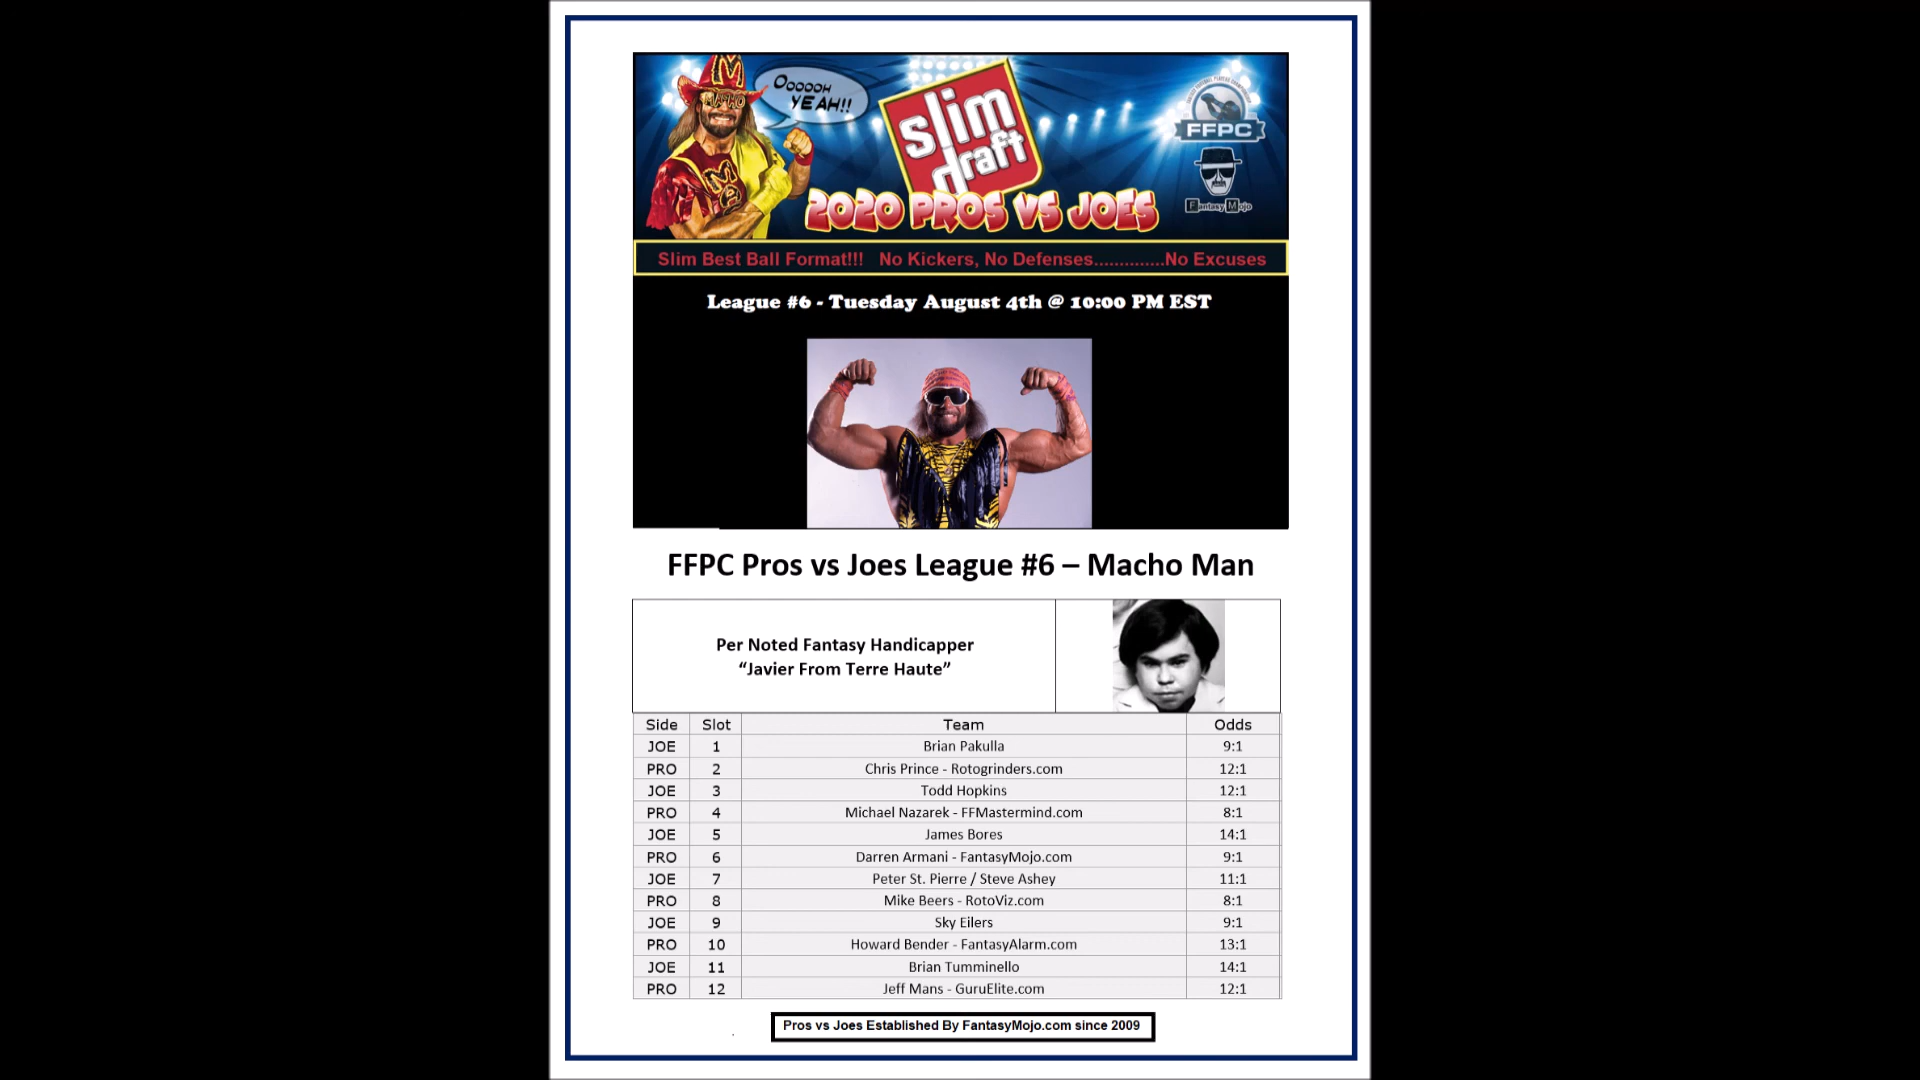 OOOOOH
YEAH!!
MACHO
slim
draft
FFPC
2020 PROS VS JOES
Fantasy Mojo
Slim Best Ball Format!!! No Kickers, No Defenses..............No Excuses
League #6 - Tuesday August 4th @ 10:00 PM EST
FFPC Pros vs Joes League #6 – Macho Man
Per Noted Fantasy Handicapper
“Javier From Terre Haute”
Side Slot Team Odds
JOE 1 Brian Pakulla 9:1
PRO 2 Chris Prince - Rotogrinders.com 12:1
JOE 3 Todd Hopkins 12:1
PRO 4 Michael Nazarek - FFMastermind.com 8:1
JOE 5 James Bores 14:1
PRO 6 Darren Armani - FantasyMojo.com 9:1
JOE 7 Peter St. Pierre / Steve Ashey 11:1
PRO 8 Mike Beers - RotoViz.com 8:1
JOE 9 Sky Eilers 9:1
PRO 10 Howard Bender - FantasyAlarm.com 13:1
JOE 11 Brian Tumminello 14:1
PRO 12 Jeff Mans - GuruElite.com 12:1
Pros vs Joes Established By FantasyMojo.com since 2009